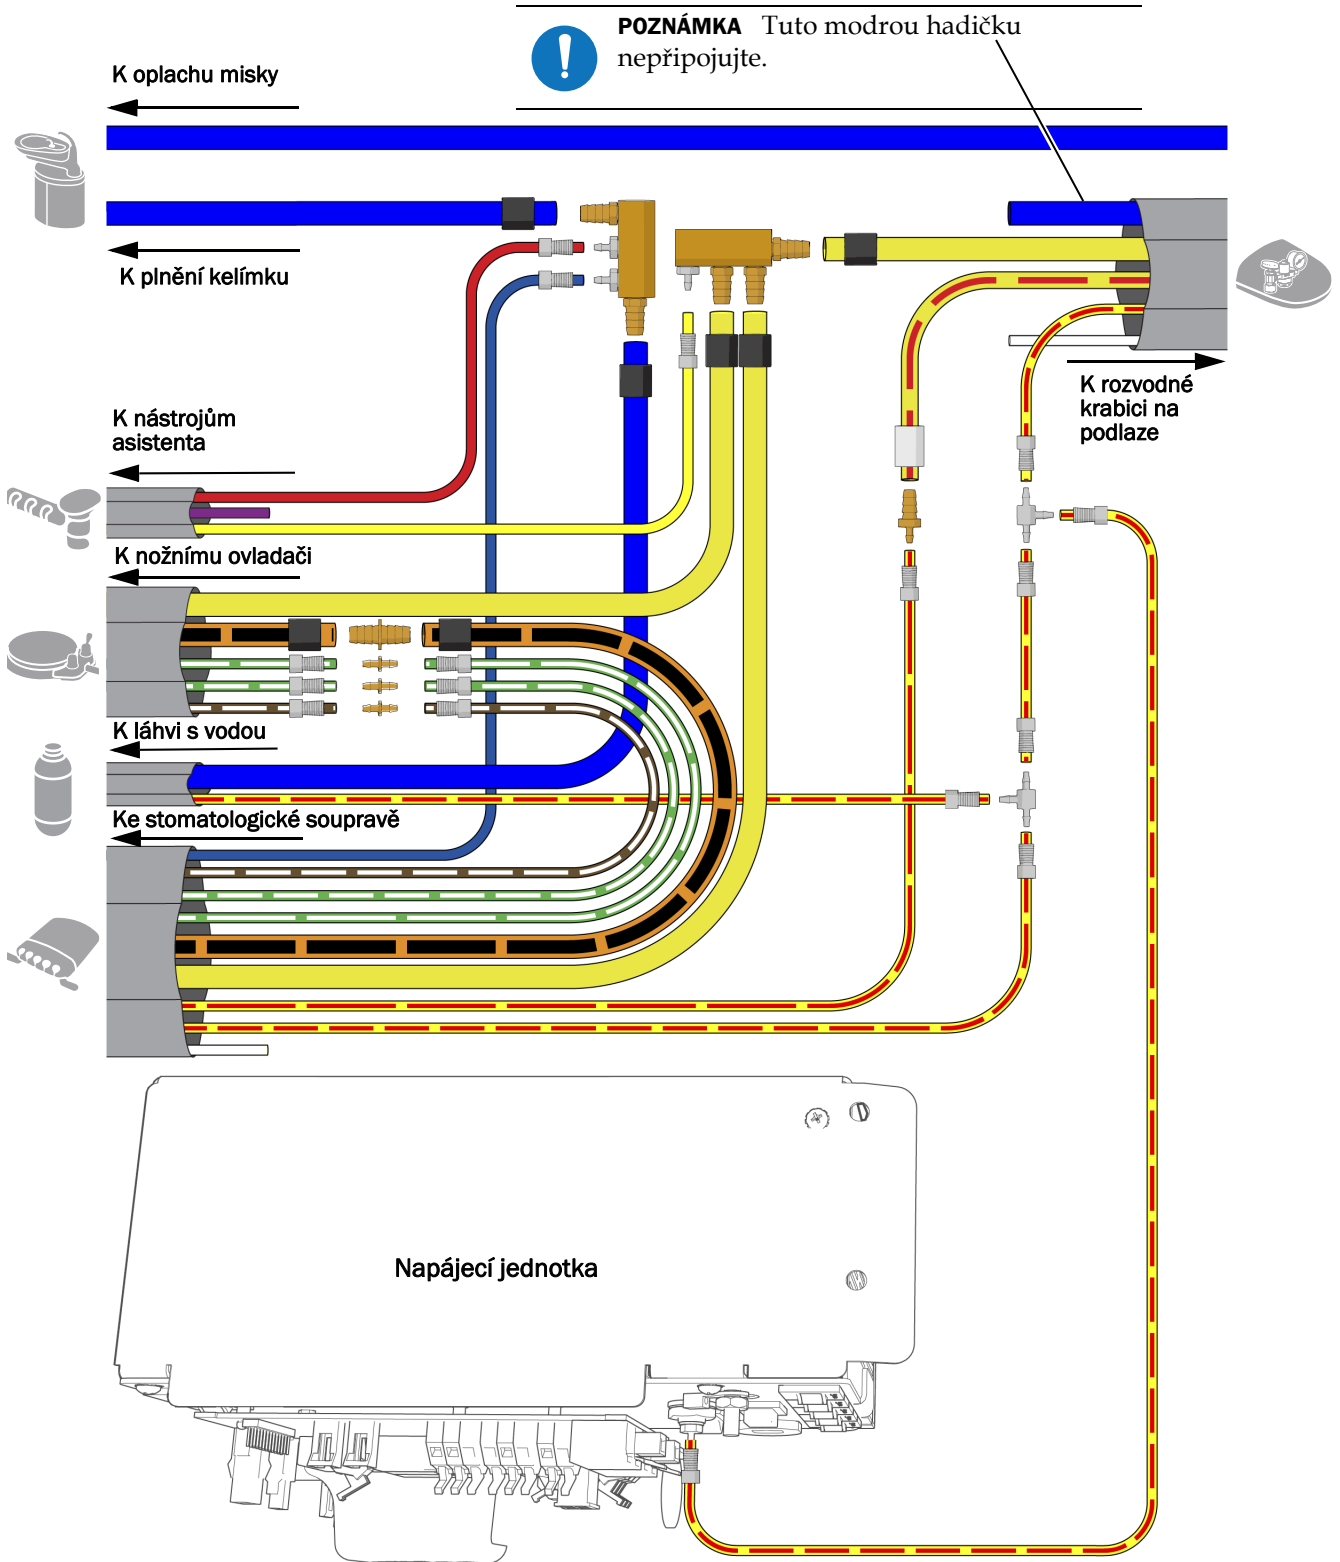 POZNÁMKA Tuto modrou hadičku
nepřipojujte.
K oplachu misky
K plnění kelímku
K rozvodné
krabici na
podlaze
K nástrojům
asistenta
K nožnímu ovladači
K láhvi s vodou
Ke stomatologické soupravě
Napájecí jednotka